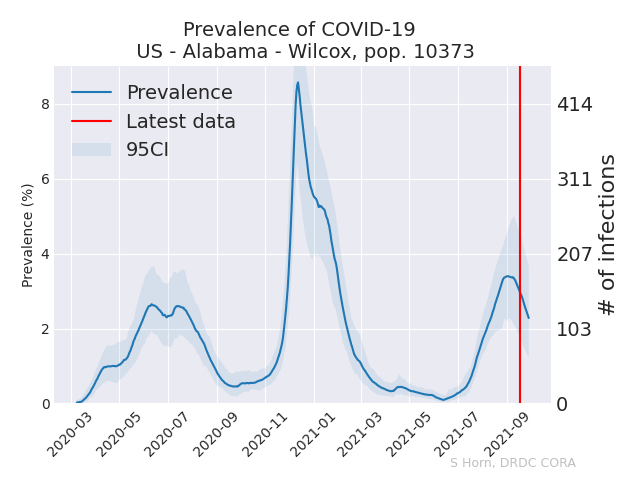 Prevalence of COVID-19
US - Alabama - Wilcox, pop. 10373
Prevalence
Latest data
95CI
Prevalence (%)
8
6
4
2
0
414
311
207
103
0
# of infections
2020-03
2020-05
2020-07
2020-09
2020-11
2021-01
2021-03
2021-05
2021-07
2021-09
S Horn, DRDC CORA